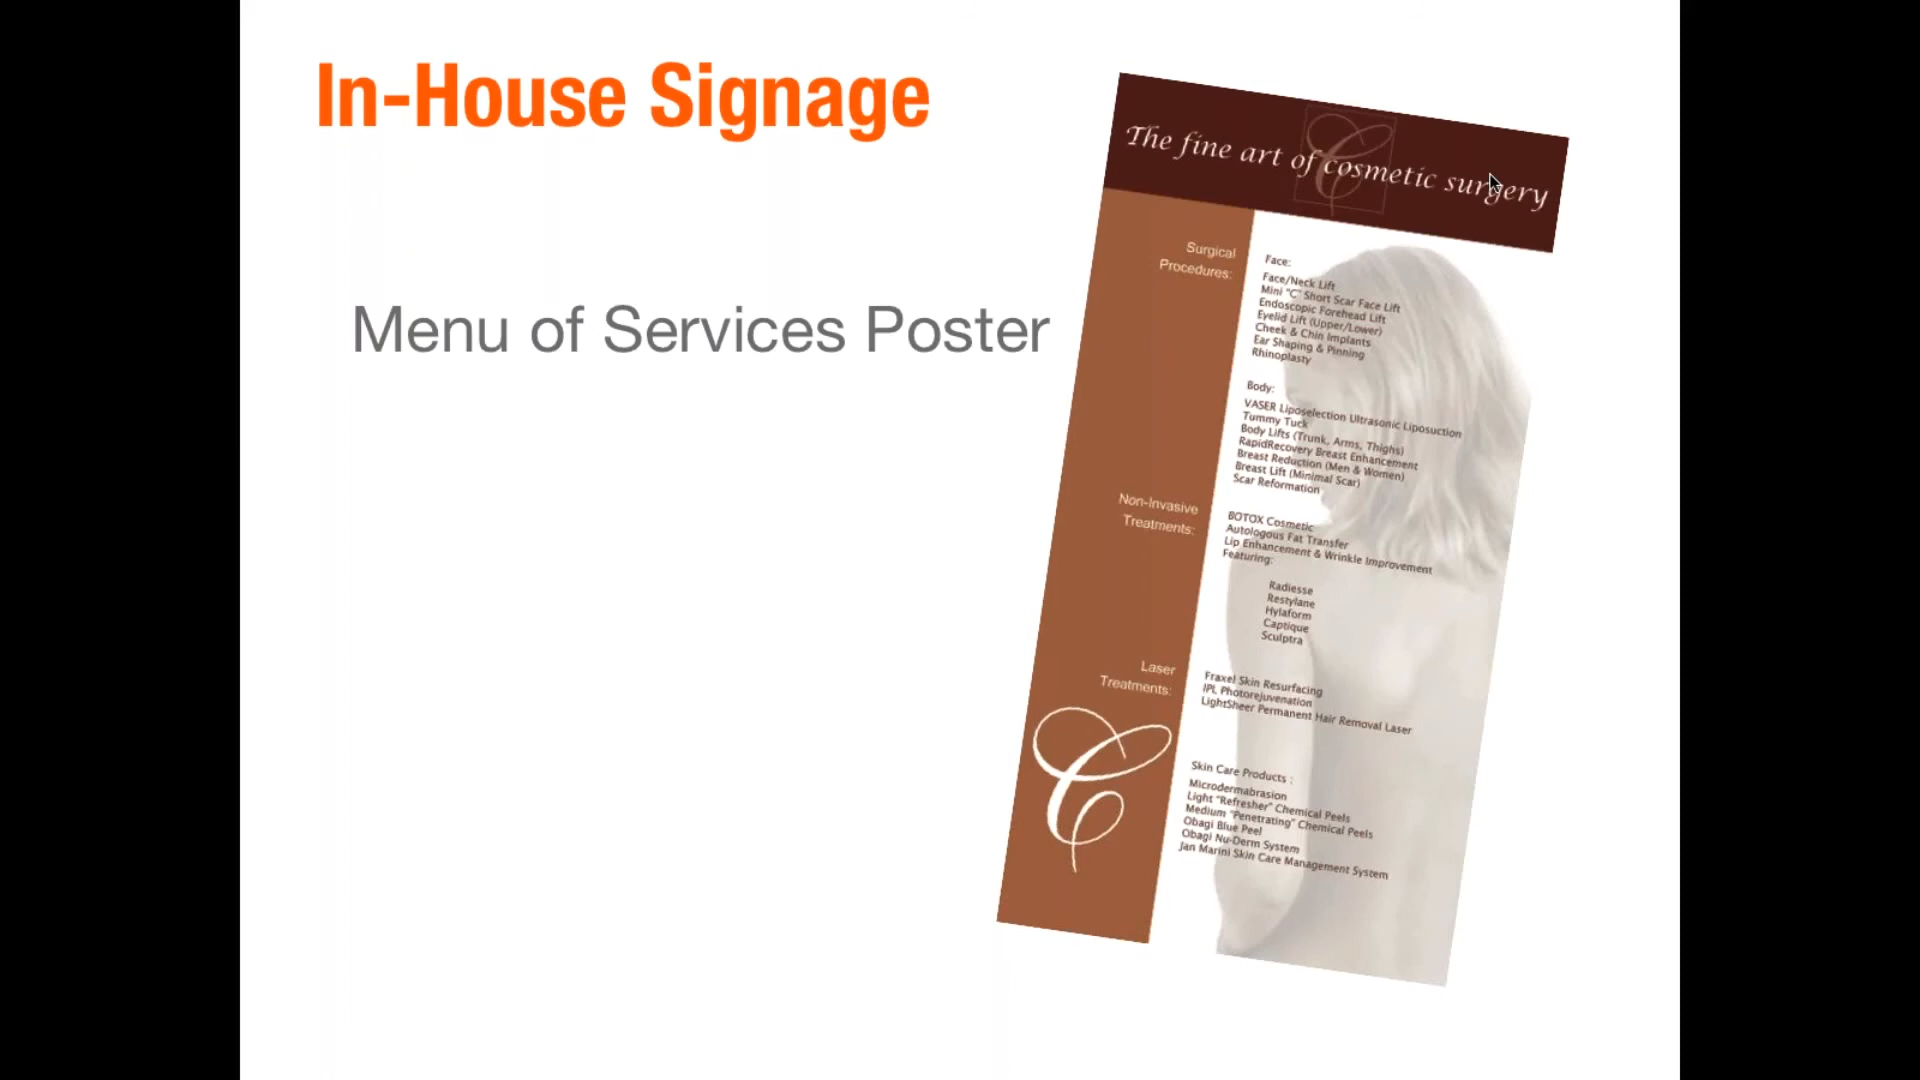 In-House Signage
Menu of Services Poster
The fine art of cosmetic surgery
Surgical
Procedures:
Face:
Face/Neck Lift
Mini "C" Short Scar Face Lift
Endoscopic Forehead Lift
Eyelid Lift (Upper/Lower)
Cheek & Chin Implants
Ear Shaping & Pinning
Rhinoplasty
Body:
VASER Liposelection Ultrasonic Liposuction
Tummy Tuck
Body Lifts (Trunk, Arms, Thighs)
RapidRecovery Breast Enhancement
Breast Reduction (Men & Women)
Breast Lift (Minimal Scar)
Scar Reformation
Non-Invasive
Treatments:
BOTOX Cosmetic
Autologous Fat Transfer
Lip Enhancement & Wrinkle Improvement
Featuring:
Radiesse
Restylane
Hylaform
Captique
Sculptra
Laser
Treatments:
Fraxel Skin Resurfacing
IPL Photorejuvenation
LightSheer Permanent Hair Removal Laser
C
Skin Care Products :
Microdermabrasion
Light "Refresher" Chemical Peels
Medium "Penetrating" Chemical Peels
Obagi Blue Peel
Obagi Nu-Derm System
Jan Marini Skin Care Management System